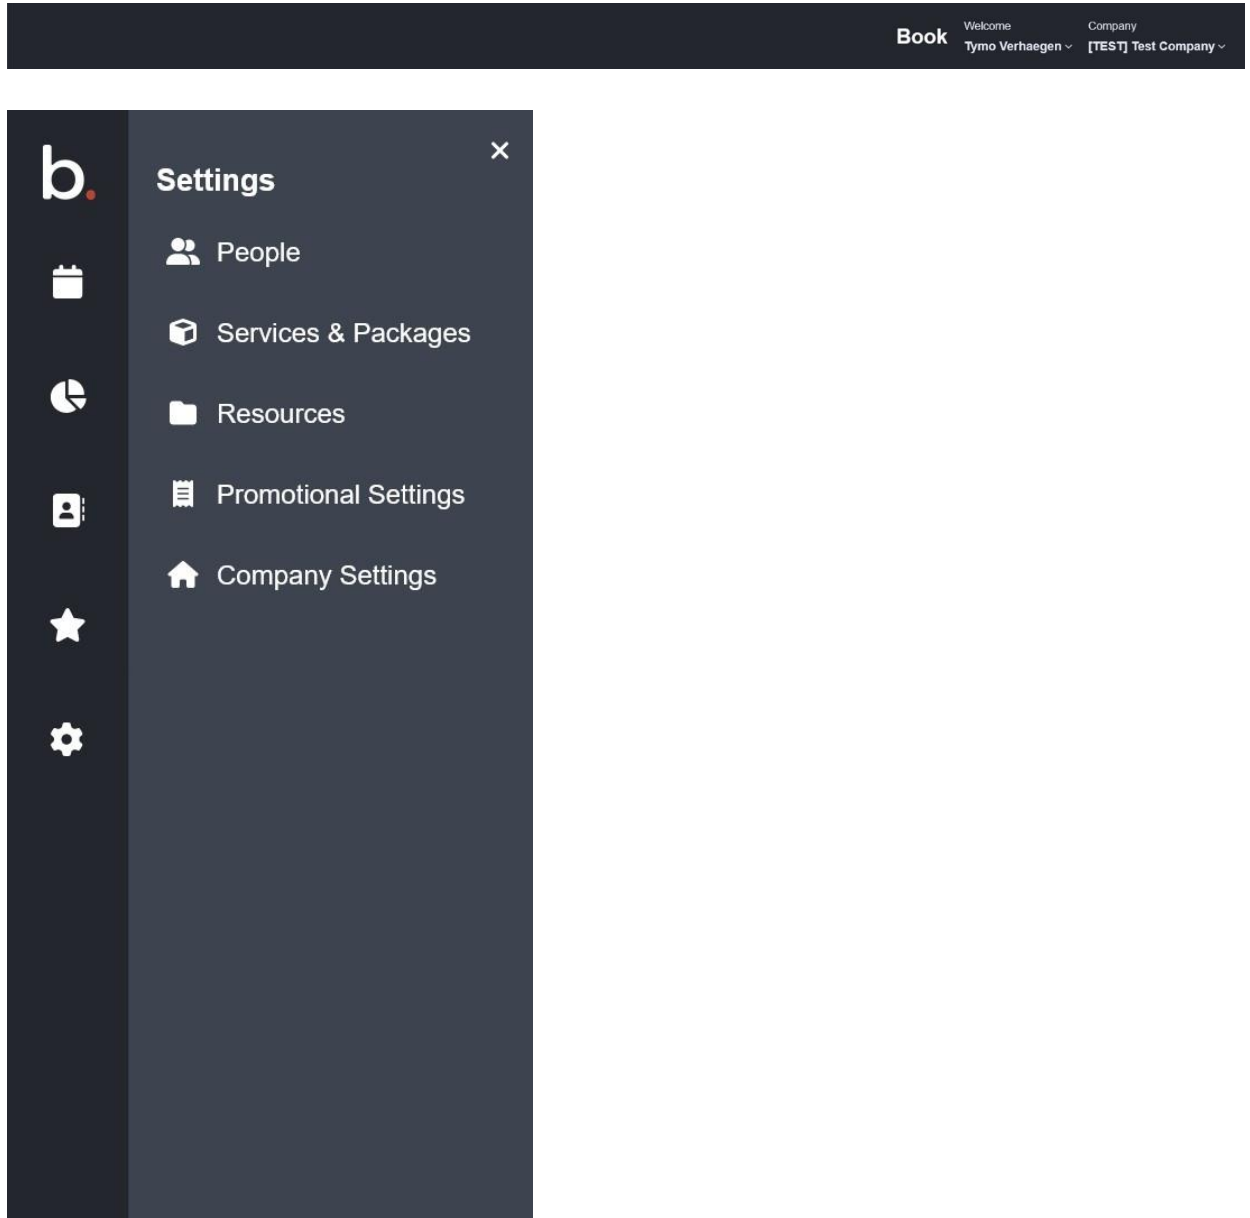 Book
Welcome
Tymo Verhaegen
Company
[TEST] Test Company
b.
Settings
People
Services & Packages
Resources
Promotional Settings
Company Settings